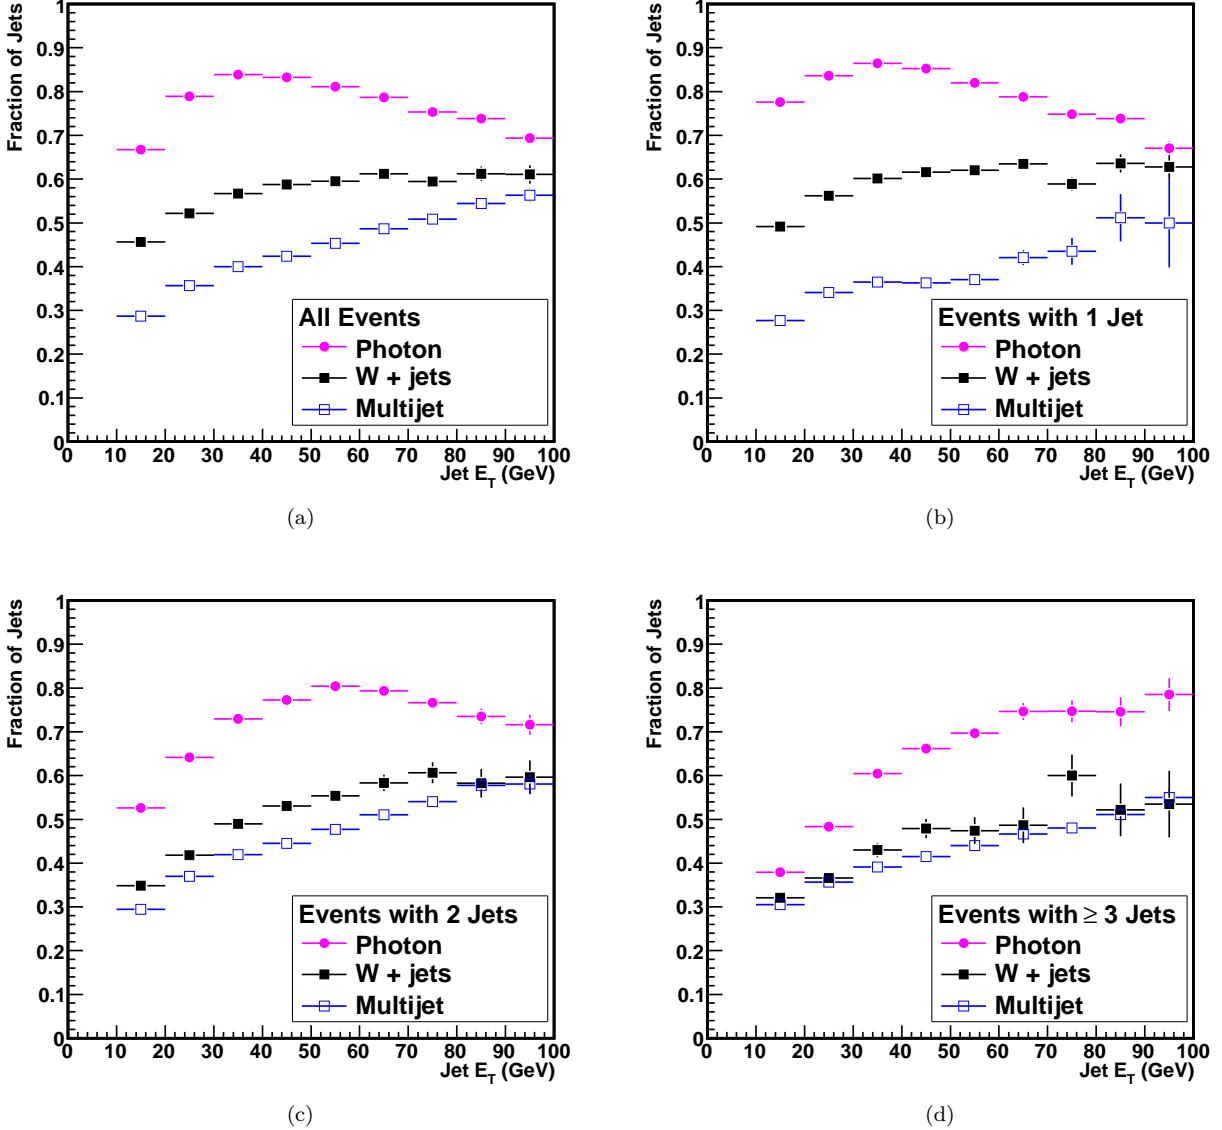 Fraction of Jets
1
0.9
0.8
0.7
0.6
0.5
0.4
0.3
0.2
0.1
0
All Events
Photon
W + jets
Multijet
0 10 20 30 40 50 60 70 80 90 100
Jet E_T (GeV)
(a)
Fraction of Jets
1
0.9
0.8
0.7
0.6
0.5
0.4
0.3
0.2
0.1
0
Events with 1 Jet
Photon
W + jets
Multijet
0 10 20 30 40 50 60 70 80 90 100
Jet E_T (GeV)
(b)
Fraction of Jets
1
0.9
0.8
0.7
0.6
0.5
0.4
0.3
0.2
0.1
0
Events with 2 Jets
Photon
W + jets
Multijet
0 10 20 30 40 50 60 70 80 90 100
Jet E_T (GeV)
(c)
Fraction of Jets
1
0.9
0.8
0.7
0.6
0.5
0.4
0.3
0.2
0.1
0
Events with ≥ 3 Jets
Photon
W + jets
Multijet
0 10 20 30 40 50 60 70 80 90 100
Jet E_T (GeV)
(d)